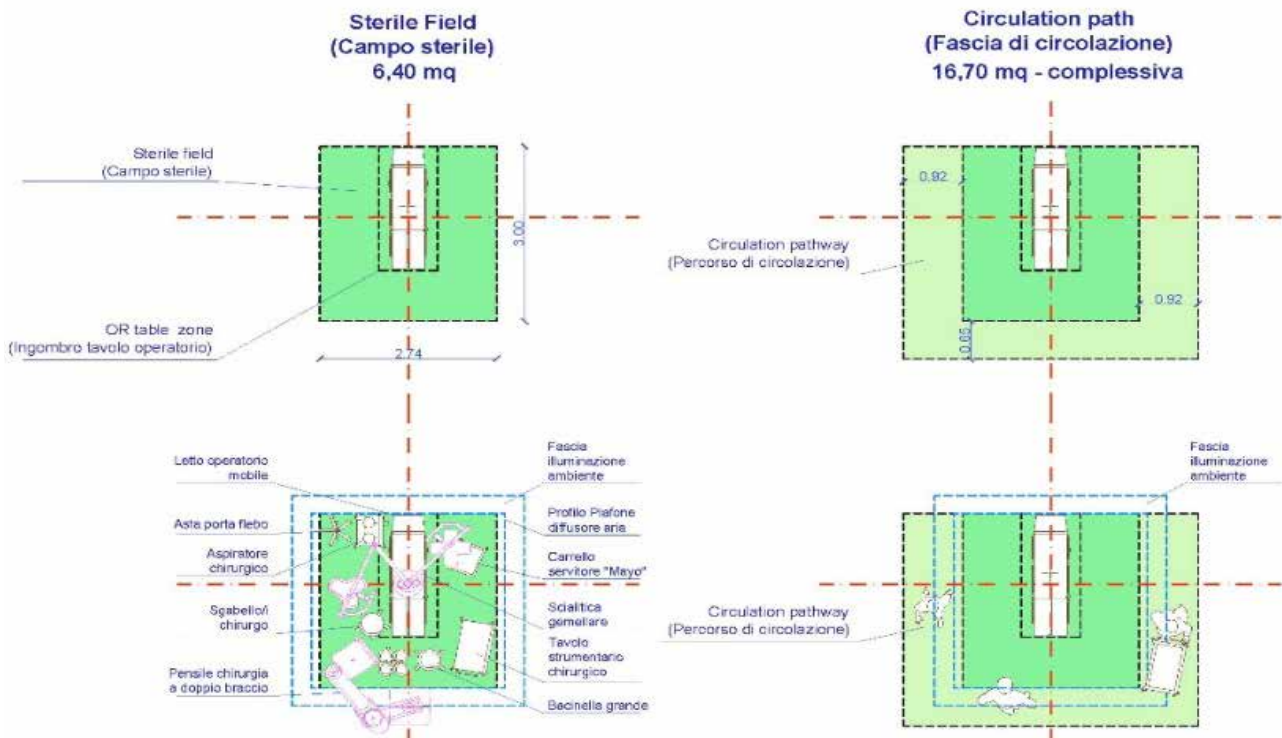 Sterile Field
(Campo sterile)
6,40 mq
Sterile field
(Campo sterile)
OR table zone
(Ingombro tavolo operatorio)
3.00
2.74
Circulation path
(Fascia di circolazione)
16,70 mq - complessiva
0.92
Circulation pathway
(Percorso di circolazione)
0.92
0.65
Letto operatorio
mobile
Asta porta flebo
Aspiratore
chirurgico
Sgabello/i
chirurgo
Pensile chirurgia
a doppio braccio
Fascia
illuminazione
ambiente
Profilo Plafone
diffusore aria
Carrello
servitore "Mayo"
Scialitica
gemellare
Tavolo
strumentario
chirurgico
Bacinella grande
Fascia
illuminazione
ambiente
Circulation pathway
(Percorso di circolazione)